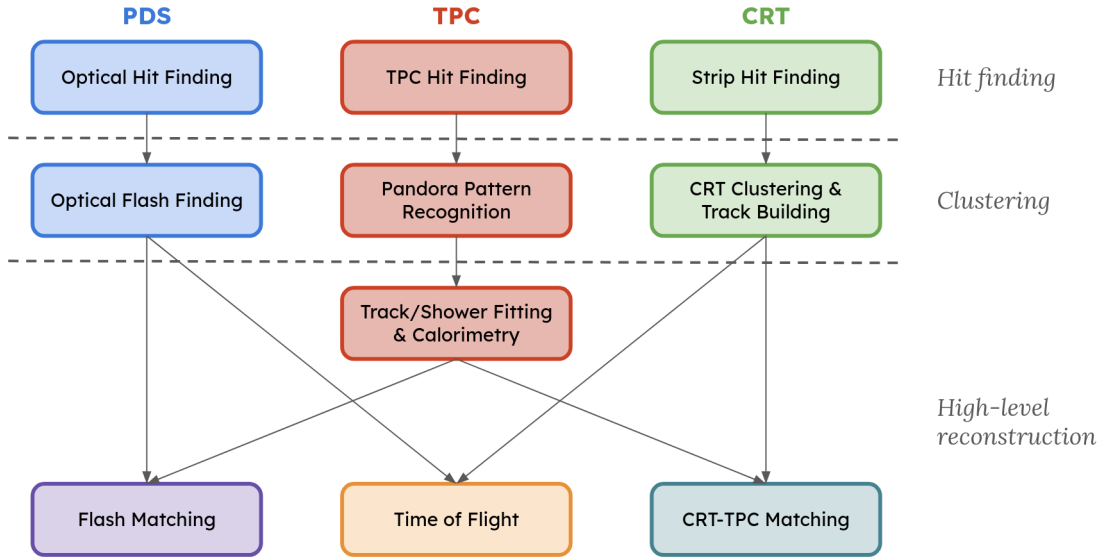 PDS
TPC
CRT
Optical Hit Finding
TPC Hit Finding
Strip Hit Finding
Hit finding
Optical Flash Finding
Pandora Pattern
Recognition
CRT Clustering &
Track Building
Clustering
Track/Shower Fitting
& Calorimetry
High-level
reconstruction
Flash Matching
Time of Flight
CRT-TPC Matching